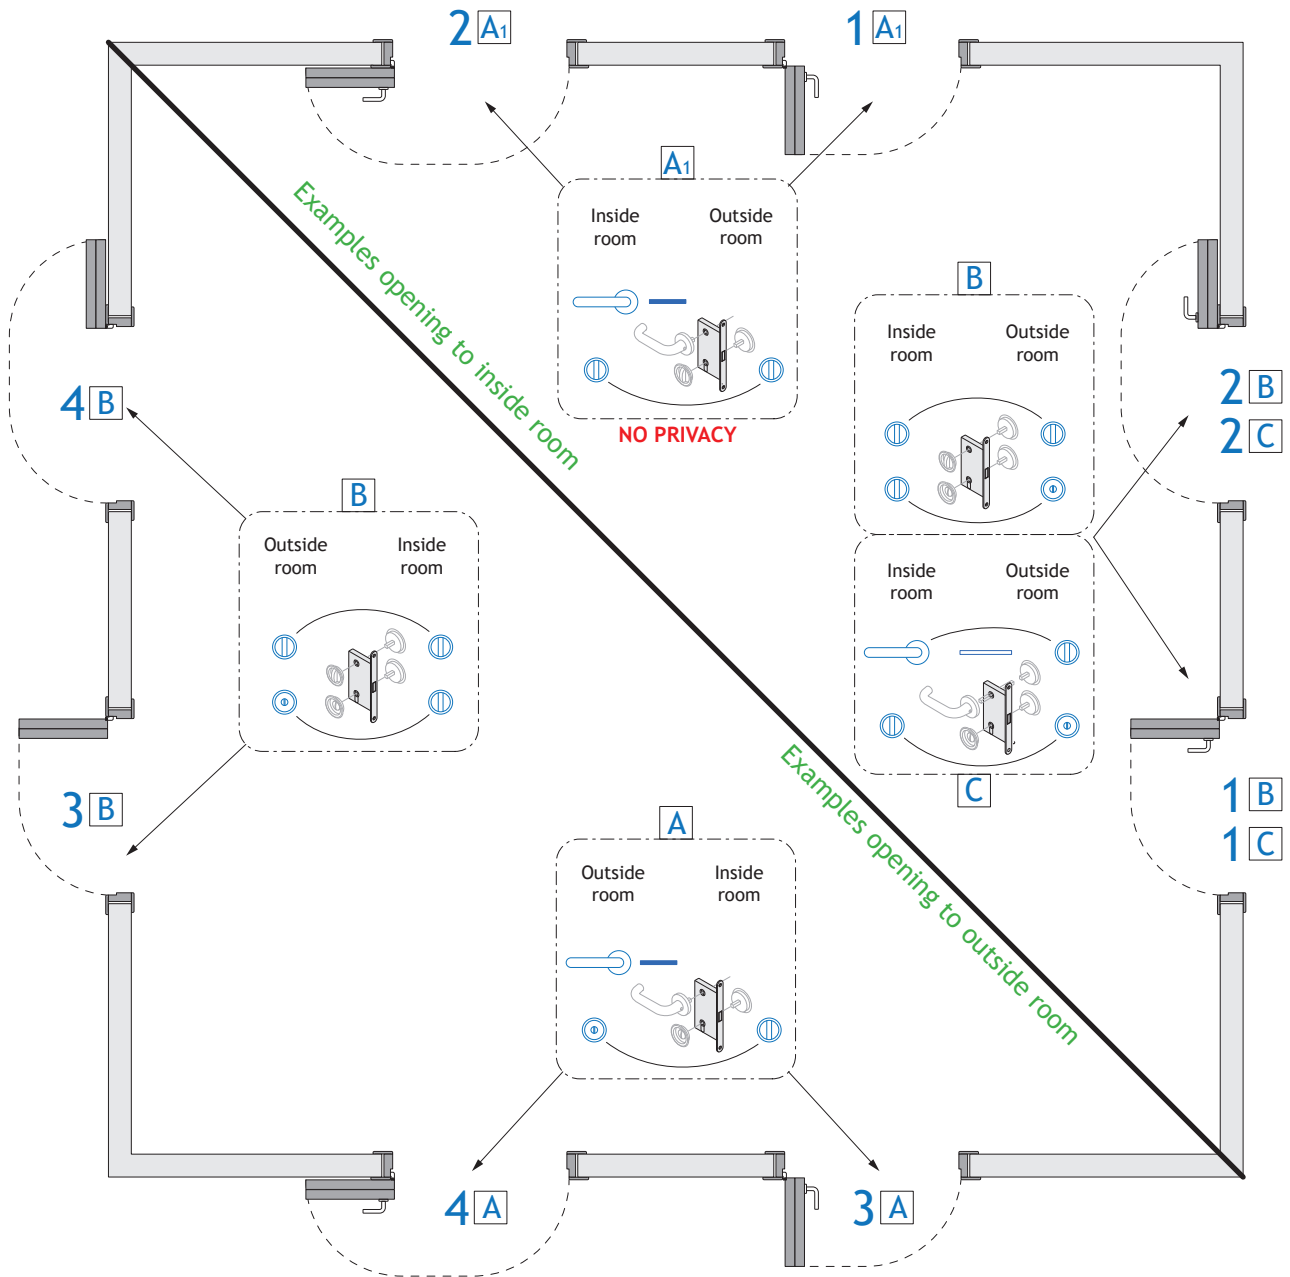 2 A1
1 A1
A1
Inside
room
Outside
room
NO PRIVACY
Examples opening to inside room
B
Inside
room
Outside
room
2 B
2 C
4 B
B
Outside
room
Inside
room
Inside
room
Outside
room
C
3 B
1 B
1 C
A
Outside
room
Inside
room
Examples opening to outside room
4 A
3 A